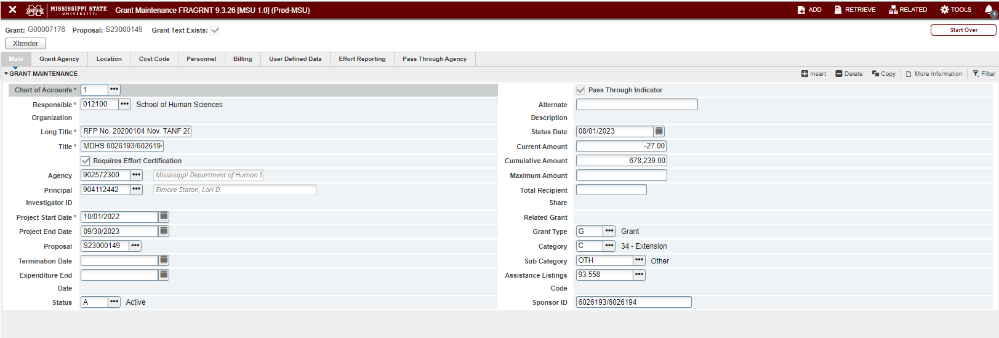 MISSISSIPPI STATE UNIVERSITY™ Grant Maintenance FRAGRNT 9.3.26 [MSU 1.0] (Prod-MSU) ADD RETRIEVE RELATED TOOLS 1
Grant: G00007176 Proposal: S23000149 Grant Text Exists: Start Over
Xtender
Main Grant Agency Location Cost Code Personnel Billing User Defined Data Effort Reporting Pass Through Agency
GRANT MAINTENANCE Insert Delete Copy More Information Filter
Chart of Accounts * 1 ••• Pass Through Indicator
Responsible * 012100 ••• School of Human Sciences Alternate
Organization Description
Long Title * RFP No. 20200104 Nov. TANF 20 Status Date 08/01/2023
Title * MDHS 6026193/6026194 Current Amount -27.00
Requires Effort Certification Cumulative Amount 678,239.00
Agency 902572300 ••• Mississippi Department of Human S Maximum Amount
Principal 904112442 ••• Elmore-Staton, Lori D. Total Recipient
Investigator ID Share
Project Start Date * 10/01/2022 Related Grant
Project End Date 09/30/2023 Grant Type G ••• Grant
Proposal S23000149 ••• Category C ••• 34 - Extension
Termination Date Sub Category OTH ••• Other
Expenditure End Assistance Listings 93.558 •••
Date Code
Status A ••• Active Sponsor ID 6026193/6026194